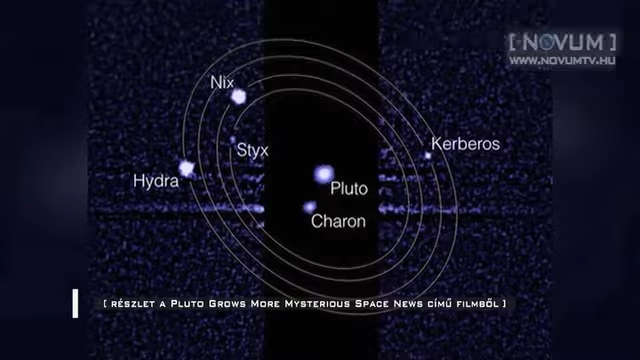 [ NOVUM ]
WWW.NOVUMTV.HU
Nix
Styx
Kerberos
Hydra
Pluto
Charon
[ részlet a Pluto Grows More Mysterious Space News című filmből ]